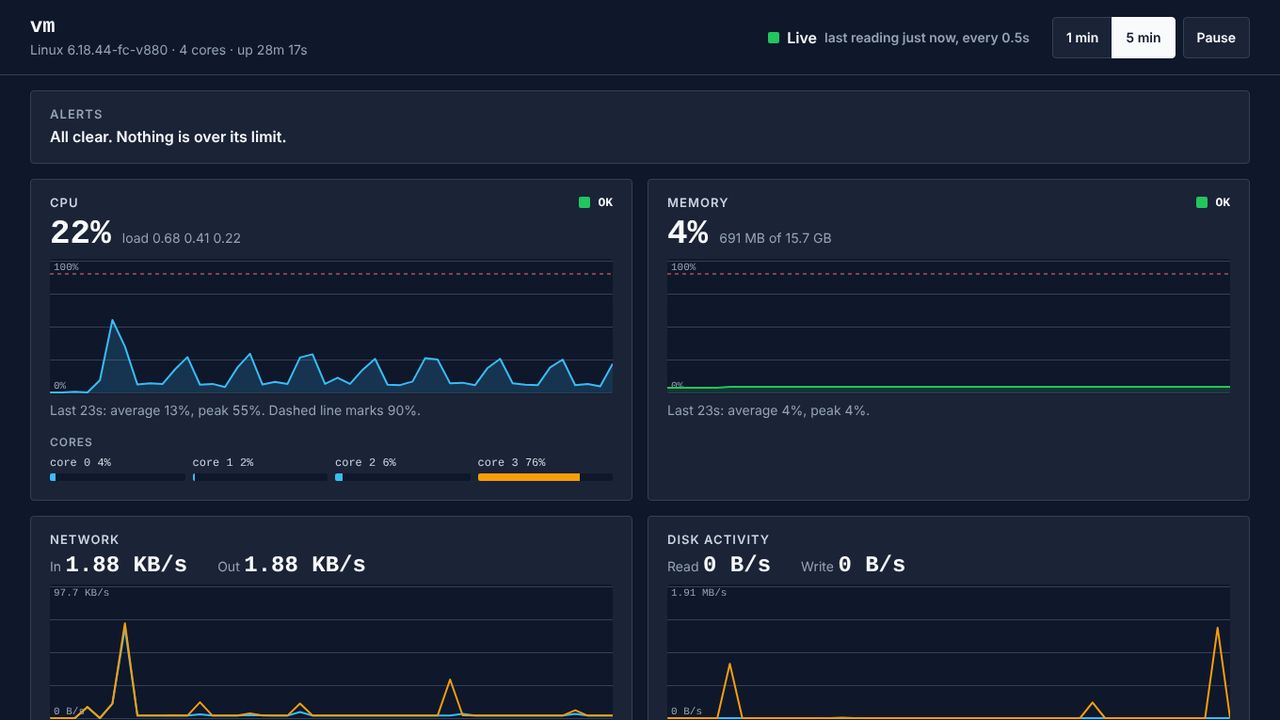 vm
Linux 6.18.44-fc-v880 · 4 cores · up 28m 17s
Live last reading just now, every 0.5s
1 min
5 min
Pause
ALERTS
All clear. Nothing is over its limit.
CPU
OK
22% load 0.68 0.41 0.22
100%
0%
Last 23s: average 13%, peak 55%. Dashed line marks 90%.
CORES
core 0 4%
core 1 2%
core 2 6%
core 3 76%
MEMORY
OK
4% 691 MB of 15.7 GB
100%
0%
Last 23s: average 4%, peak 4%.
NETWORK
In 1.88 KB/s Out 1.88 KB/s
97.7 KB/s
0 B/s
DISK ACTIVITY
Read 0 B/s Write 0 B/s
1.91 MB/s
0 B/s